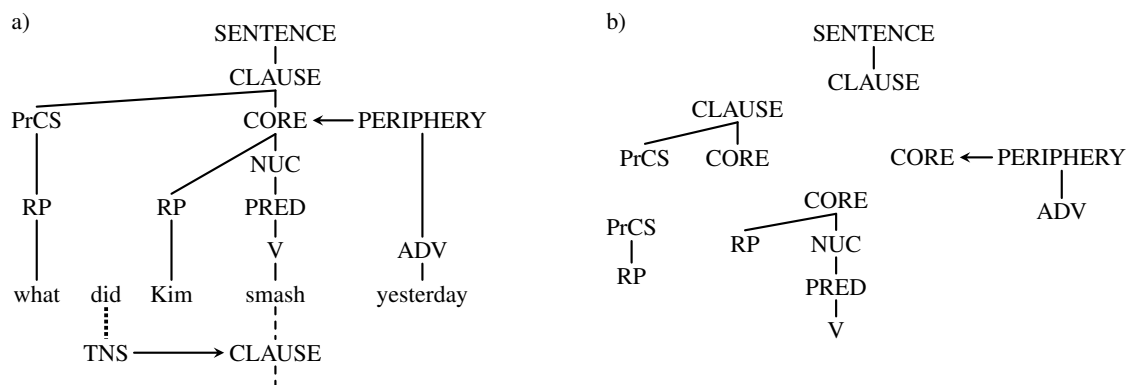 a)
SENTENCE
CLAUSE
PrCS CORE PERIPHERY
NUC
RP RP PRED
V ADV
what did Kim smash yesterday
TNS CLAUSE
b)
SENTENCE
CLAUSE
CLAUSE
PrCS CORE
CORE PERIPHERY
ADV
CORE
PrCS RP NUC
RP
PRED
V